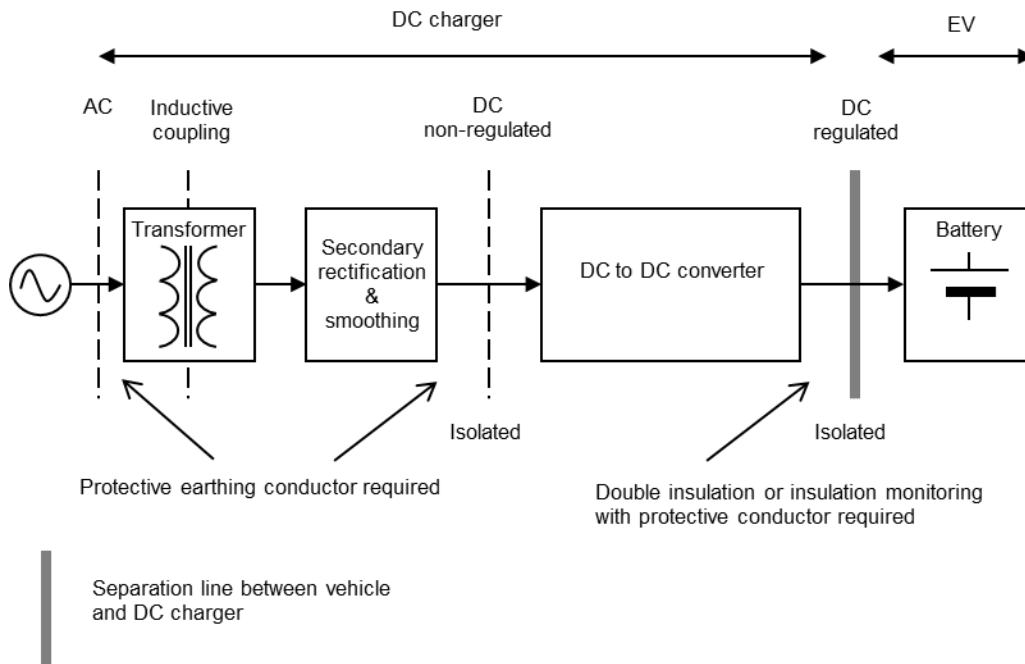 DC charger
EV
AC
Inductive
coupling
DC
non-regulated
DC
regulated
Transformer
Secondary
rectification
&
smoothing
DC to DC converter
Battery
Isolated
Isolated
Protective earthing conductor required
Double insulation or insulation monitoring
with protective conductor required
Separation line between vehicle
and DC charger